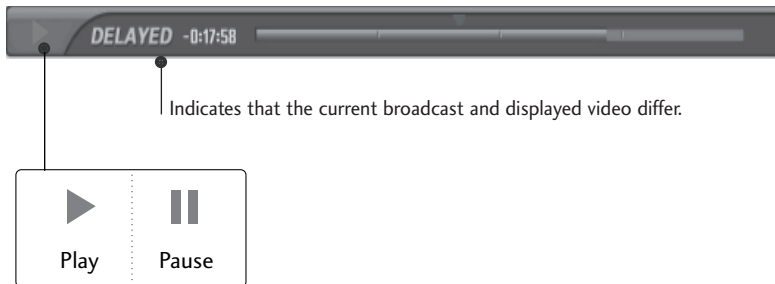 DELAYED -0:17:58
Indicates that the current broadcast and displayed video differ.
Play Pause